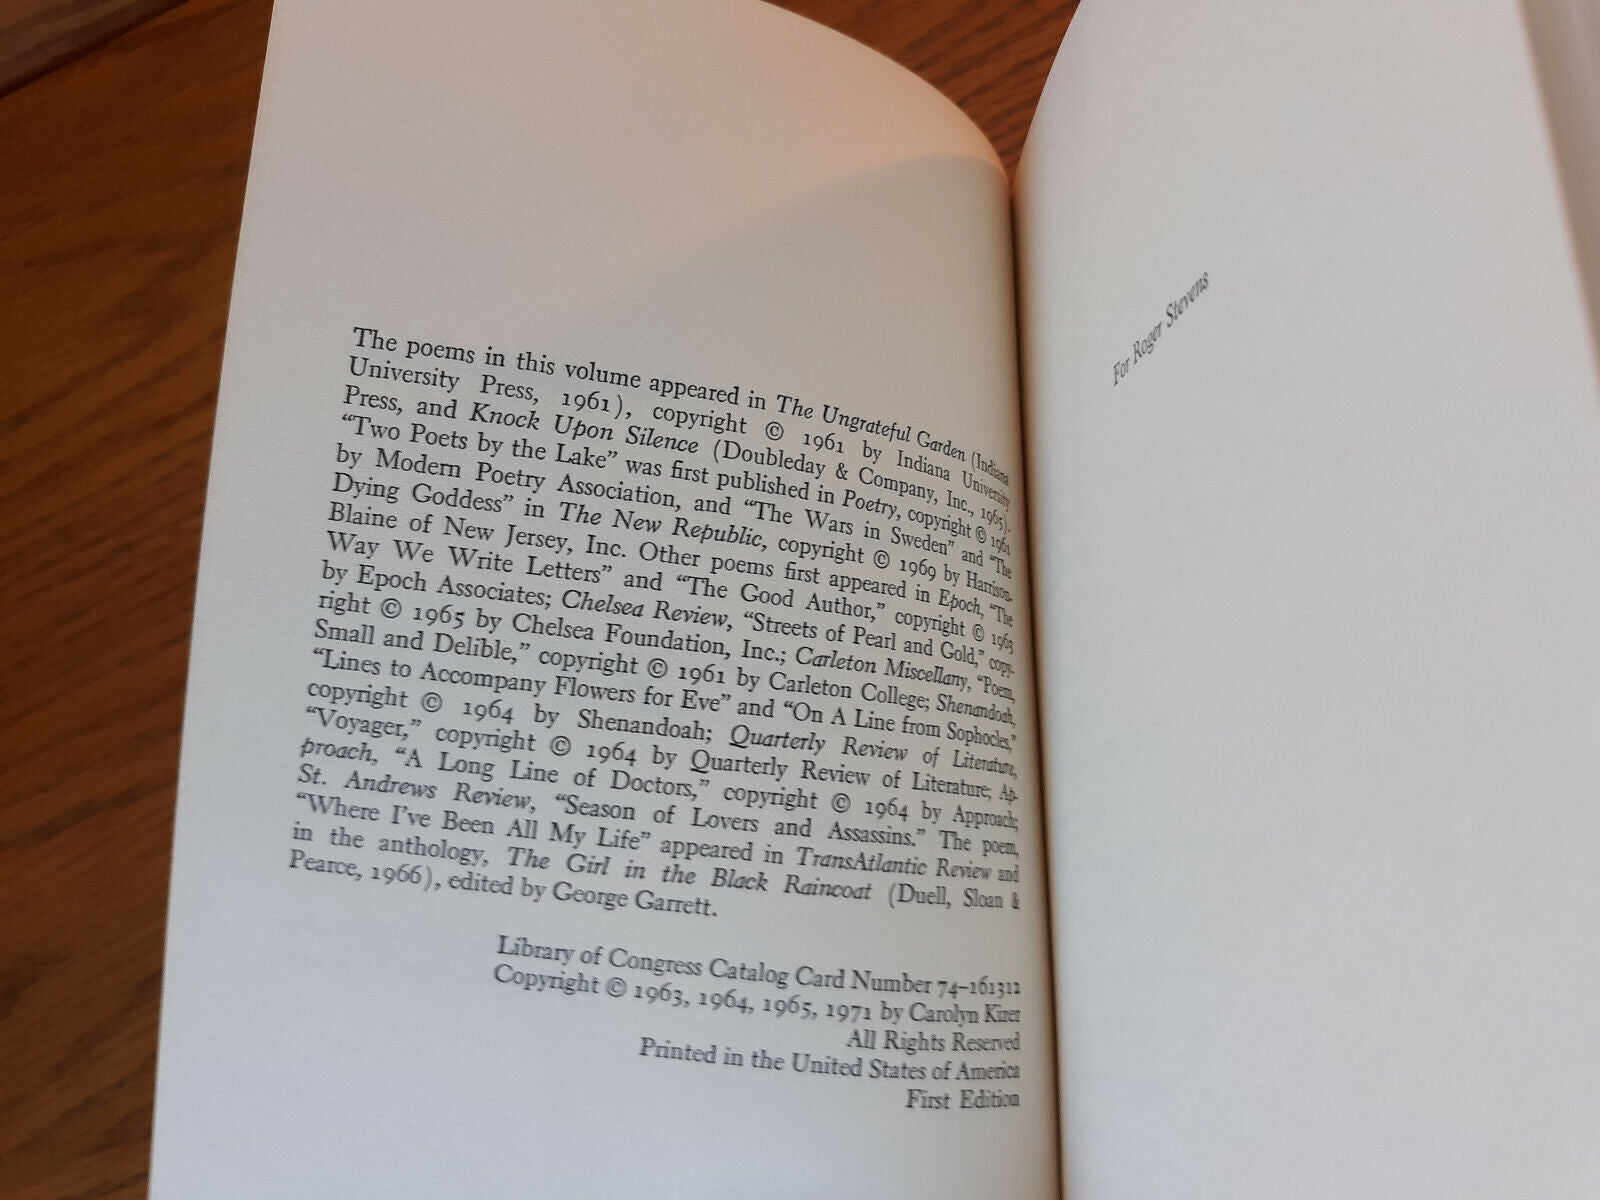 The poems in this volume appeared in The Ungrateful Garden (Indiana
University Press, 1961), copyright © 1961 by Indiana University
Press, and Knock Upon Silence (Doubleday & Company, Inc., 1965).
“Two Poets by the Lake” was first published in Poetry, copyright © 1961
by Modern Poetry Association, and “The Wars in Sweden” and “The
Dying Goddess” in The New Republic, copyright © 1969 by Harrison-
Blaine of New Jersey, Inc. Other poems first appeared in Epoch, “The
Way We Write Letters” and “The Good Author,” copyright © 1963
by Epoch Associates; Chelsea Review, “Streets of Pearl and Gold,” copy-
right © 1965 by Chelsea Foundation, Inc.; Carleton Miscellany, “Poem,
Small and Delible,” copyright © 1961 by Carleton College; Shenandoah,
“Lines to Accompany Flowers for Eve” and “On A Line from Sophocles,”
copyright © 1964 by Shenandoah; Quarterly Review of Literature,
“Voyager,” copyright © 1964 by Quarterly Review of Literature; Ap-
proach, “A Long Line of Doctors,” copyright © 1964 by Approach;
St. Andrews Review, “Season of Lovers and Assassins.” The poem,
“Where I’ve Been All My Life” appeared in TransAtlantic Review and
in the anthology, The Girl in the Black Raincoat (Duell, Sloan &
Pearce, 1966), edited by George Garrett.
Library of Congress Catalog Card Number 74–161312
Copyright © 1963, 1964, 1965, 1971 by Carolyn Kizer
All Rights Reserved
Printed in the United States of America
First Edition
For Roger Stevens